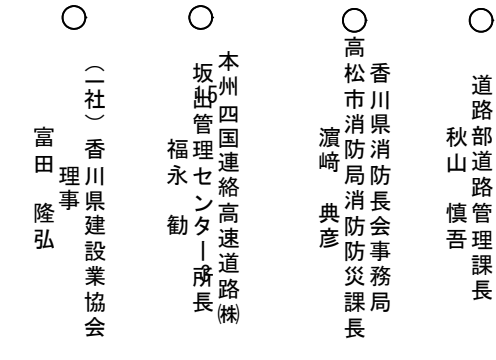 ○
道路部道路管理課長
秋山 慎吾
○
香川県消防長会事務局
高松市消防局消防防災課長
濵﨑 典彦
○
本州四国連絡高速道路㈱
坂出管理センター所長
福永 勧
○
（一社）香川県建設業協会
理事
富田 隆弘